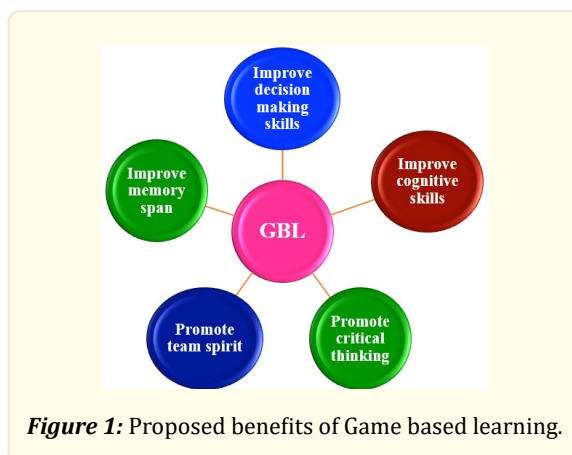 Improve
decision
making
skills
Improve
memory
span
Improve
cognitive
skills
GBL
Promote
team spirit
Promote
critical
thinking
Figure 1: Proposed benefits of Game based learning.